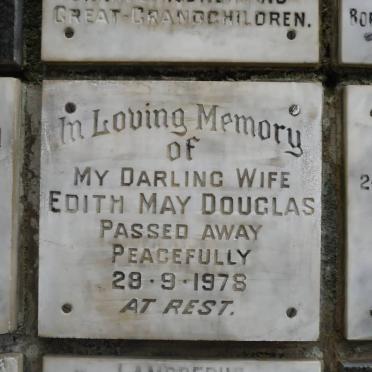 GREAT-GRANDCHILDREN.
In Loving Memory
of
MY DARLING WIFE
EDITH MAY DOUGLAS
PASSED AWAY
PEACEFULLY
29·9·1978
AT REST.